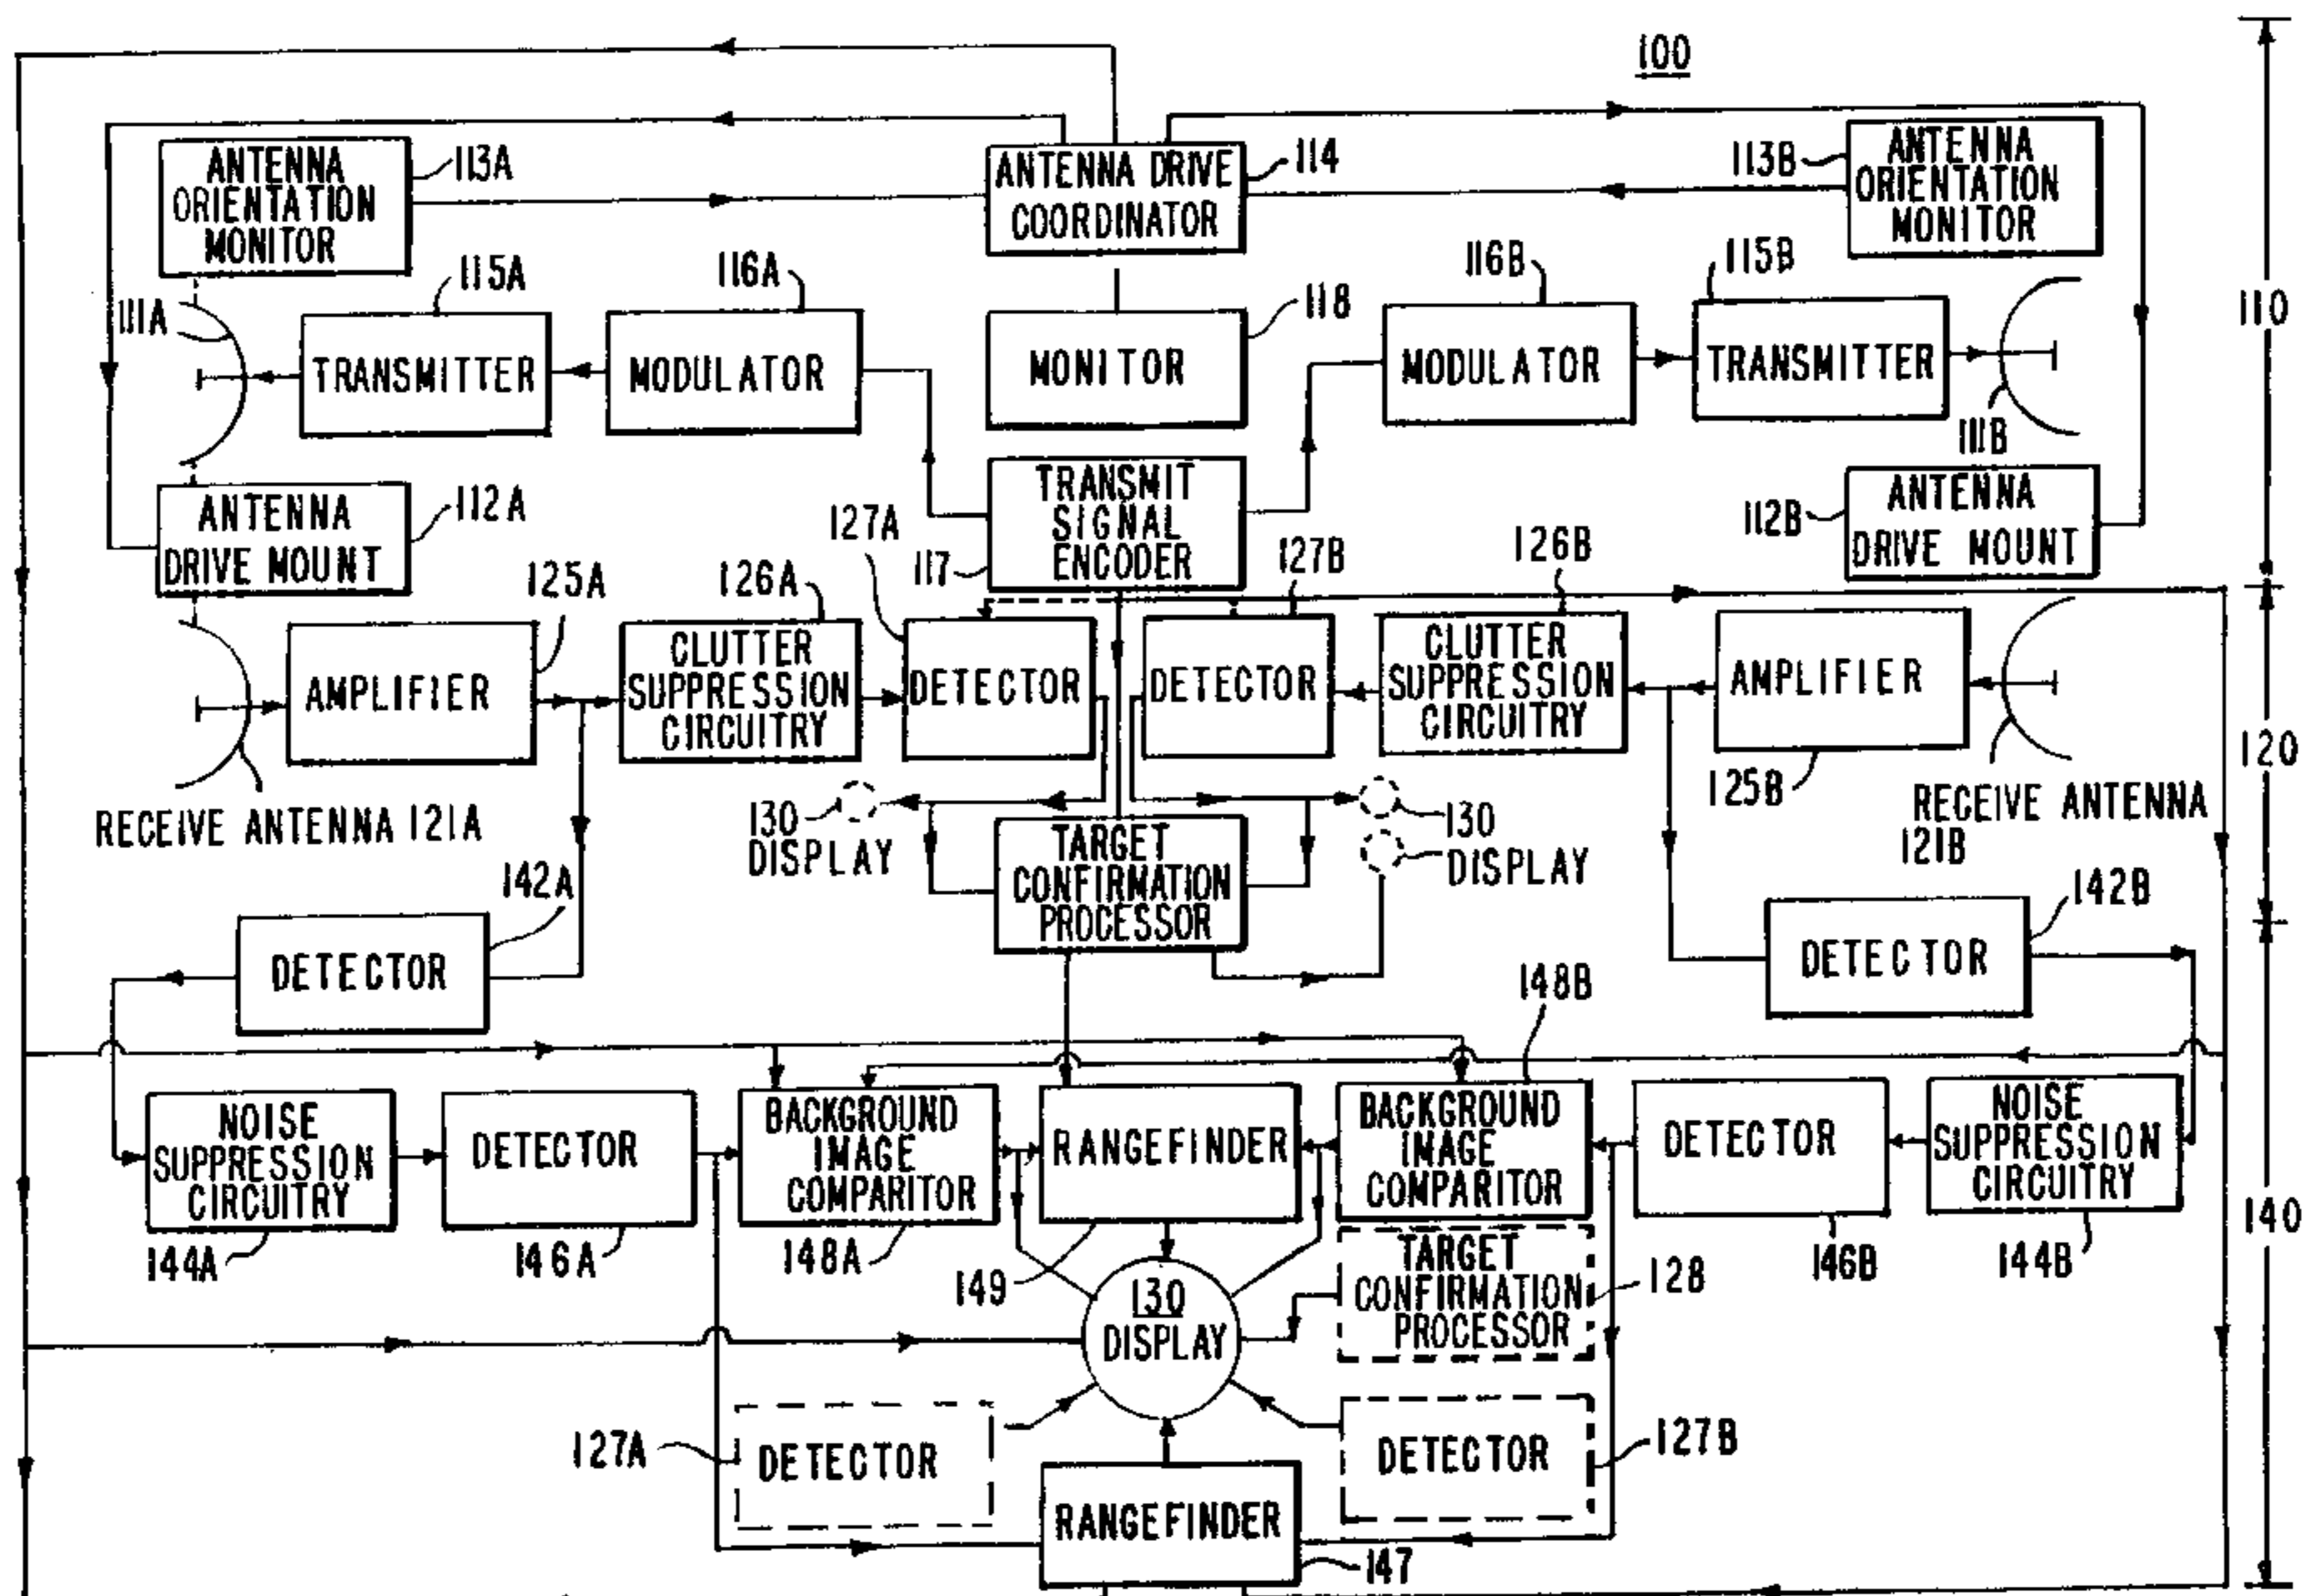 100
ANTENNA
ORIENTATION
MONITOR
113A
ANTENNA DRIVE
COORDINATOR
114
113B
ANTENNA
ORIENTATION
MONITOR
110
111A
115A
TRANSMITTER
116A
MODULATOR
118
MONITOR
116B
MODULATOR
115B
TRANSMITTER
111B
ANTENNA
DRIVE MOUNT
112A
TRANSMIT
SIGNAL
ENCODER
117
112B
ANTENNA
DRIVE MOUNT
125A
AMPLIFIER
126A
CLUTTER
SUPPRESSION
CIRCUITRY
127A
DETECTOR
127B
DETECTOR
126B
CLUTTER
SUPPRESSION
CIRCUITRY
AMPLIFIER
125B
120
RECEIVE ANTENNA 121A
130
DISPLAY
TARGET
CONFIRMATION
PROCESSOR
130
DISPLAY
RECEIVE ANTENNA
121B
142A
DETECTOR
142B
DETECTOR
148B
NOISE
SUPPRESSION
CIRCUITRY
144A
DETECTOR
146A
BACKGROUND
IMAGE
COMPARITOR
148A
RANGEFINDER
149
BACKGROUND
IMAGE
COMPARITOR
DETECTOR
146B
NOISE
SUPPRESSION
CIRCUITRY
144B
140
130
DISPLAY
TARGET
CONFIRMATION
PROCESSOR
128
127A
DETECTOR
DETECTOR
127B
RANGEFINDER
147